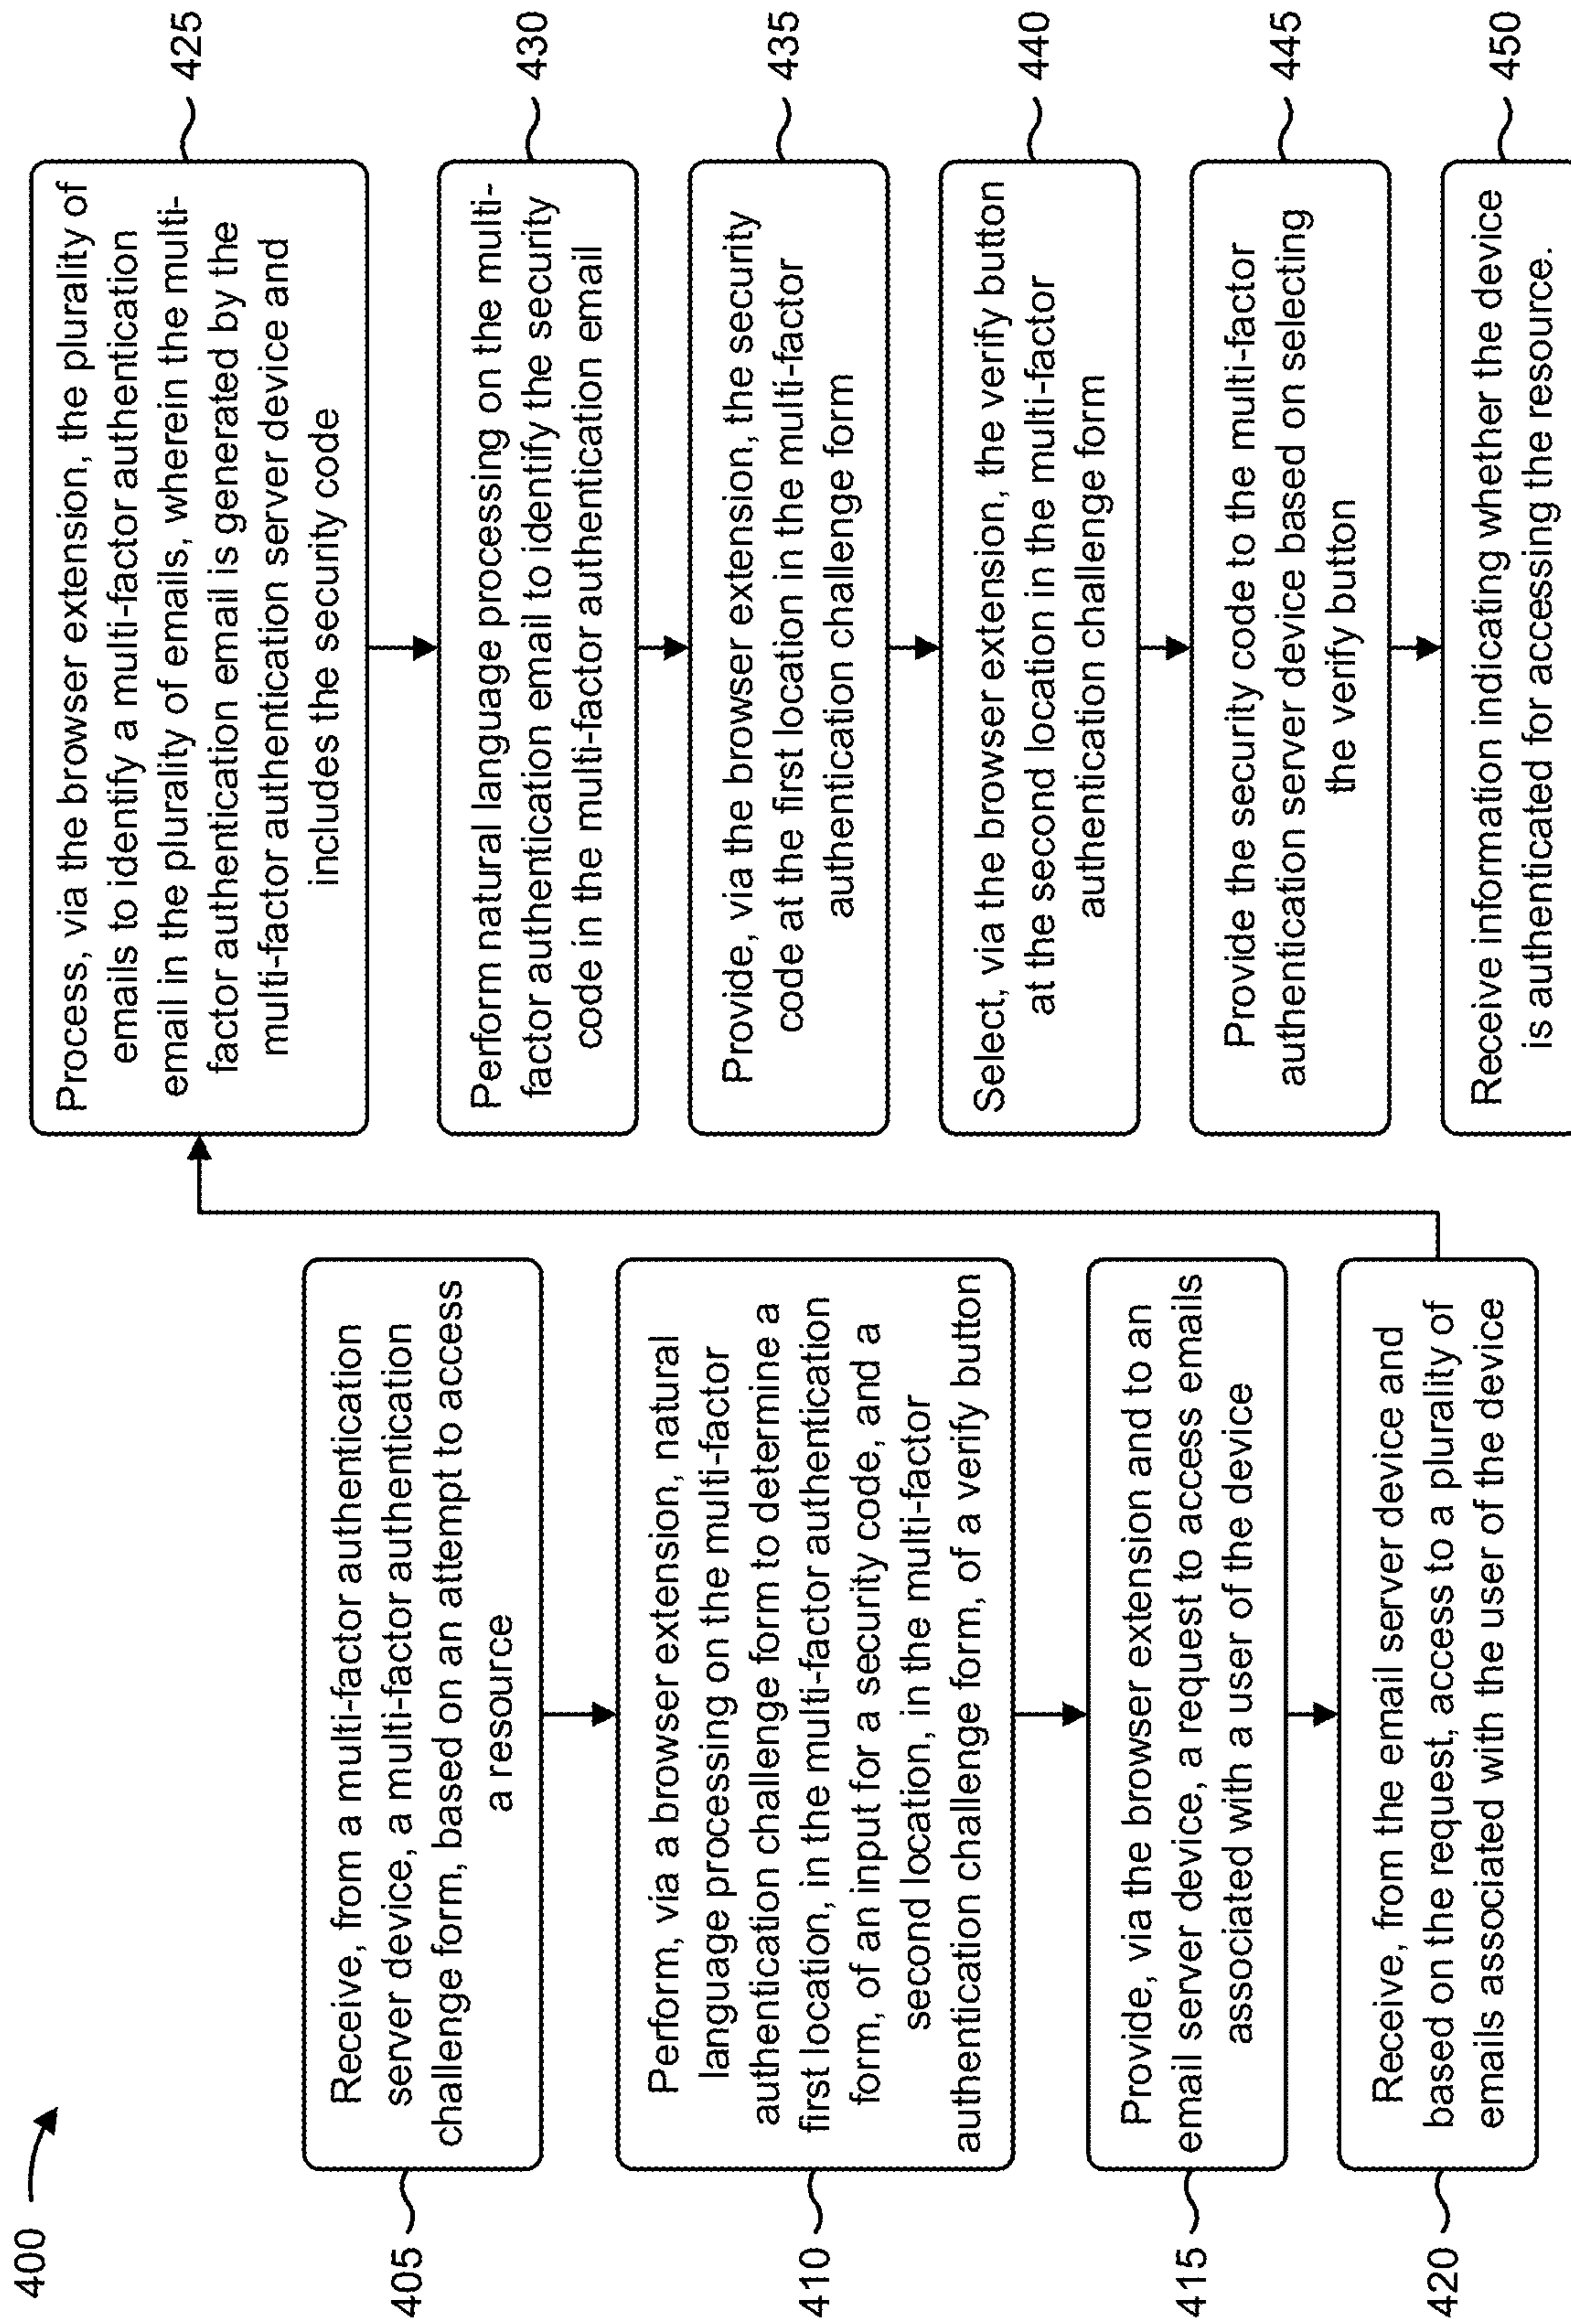 400
405
Receive, from a multi-factor authentication
server device, a multi-factor authentication
challenge form, based on an attempt to access
a resource
410
Perform, via a browser extension, natural
language processing on the multi-factor
authentication challenge form to determine a
first location, in the multi-factor authentication
form, of an input for a security code, and a
second location, in the multi-factor
authentication challenge form, of a verify button
415
Provide, via the browser extension and to an
email server device, a request to access emails
associated with a user of the device
420
Receive, from the email server device and
based on the request, access to a plurality of
emails associated with the user of the device
Process, via the browser extension, the plurality of
emails to identify a multi-factor authentication
email in the plurality of emails, wherein the multi-
factor authentication email is generated by the
multi-factor authentication server device and
includes the security code
425
Perform natural language processing on the multi-
factor authentication email to identify the security
code in the multi-factor authentication email
430
Provide, via the browser extension, the security
code at the first location in the multi-factor
authentication challenge form
435
Select, via the browser extension, the verify button
at the second location in the multi-factor
authentication challenge form
440
Provide the security code to the multi-factor
authentication server device based on selecting
the verify button
445
Receive information indicating whether the device
is authenticated for accessing the resource.
450